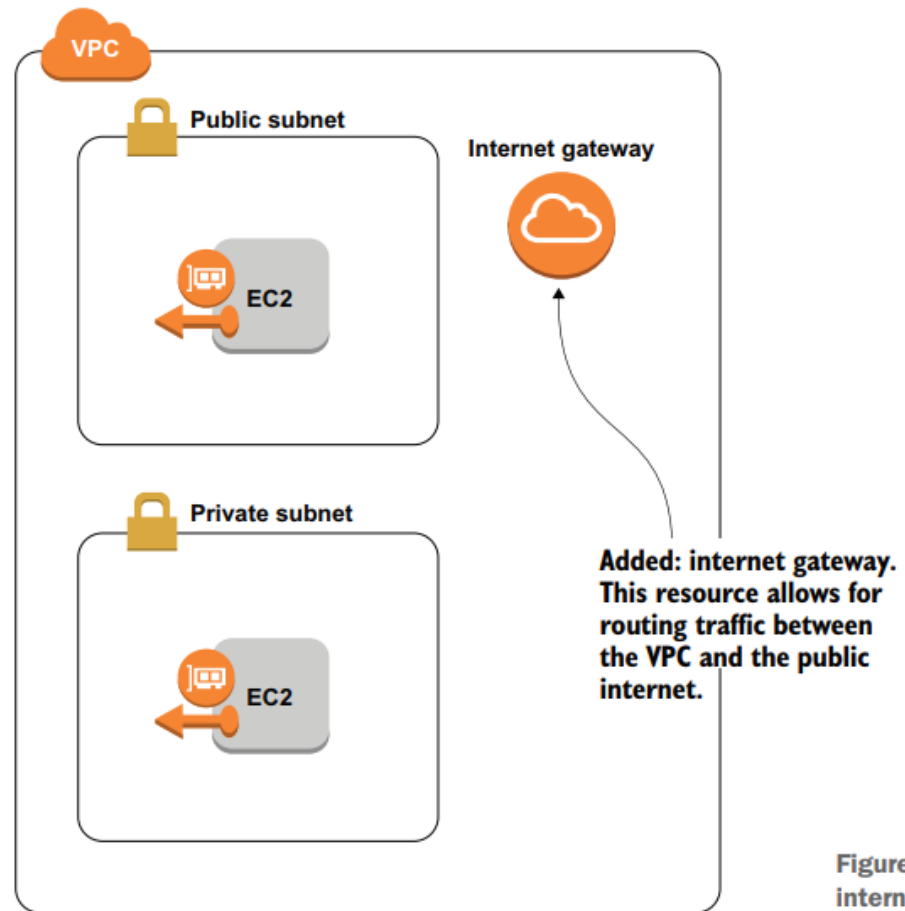 VPC
Public subnet
Internet gateway
EC2
Private subnet
Added: internet gateway.
This resource allows for
routing traffic between
the VPC and the public
internet.
EC2
Figure
intern